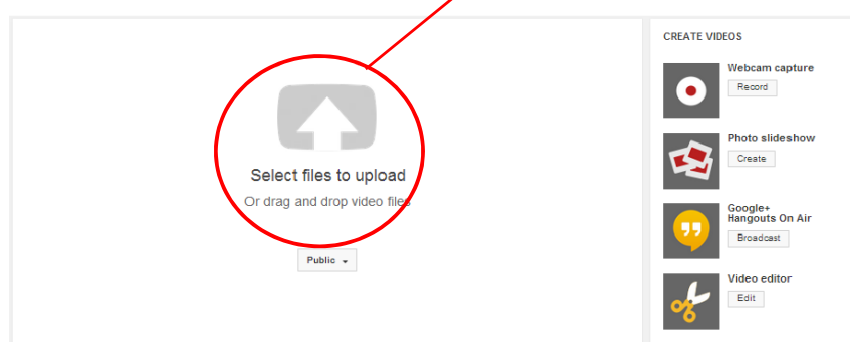 Select files to upload
Or drag and drop video files
Public
CREATE VIDEOS
Webcam capture
Record
Photo slideshow
Create
Google+
Hangouts On Air
Broadcast
Video editor
Edit